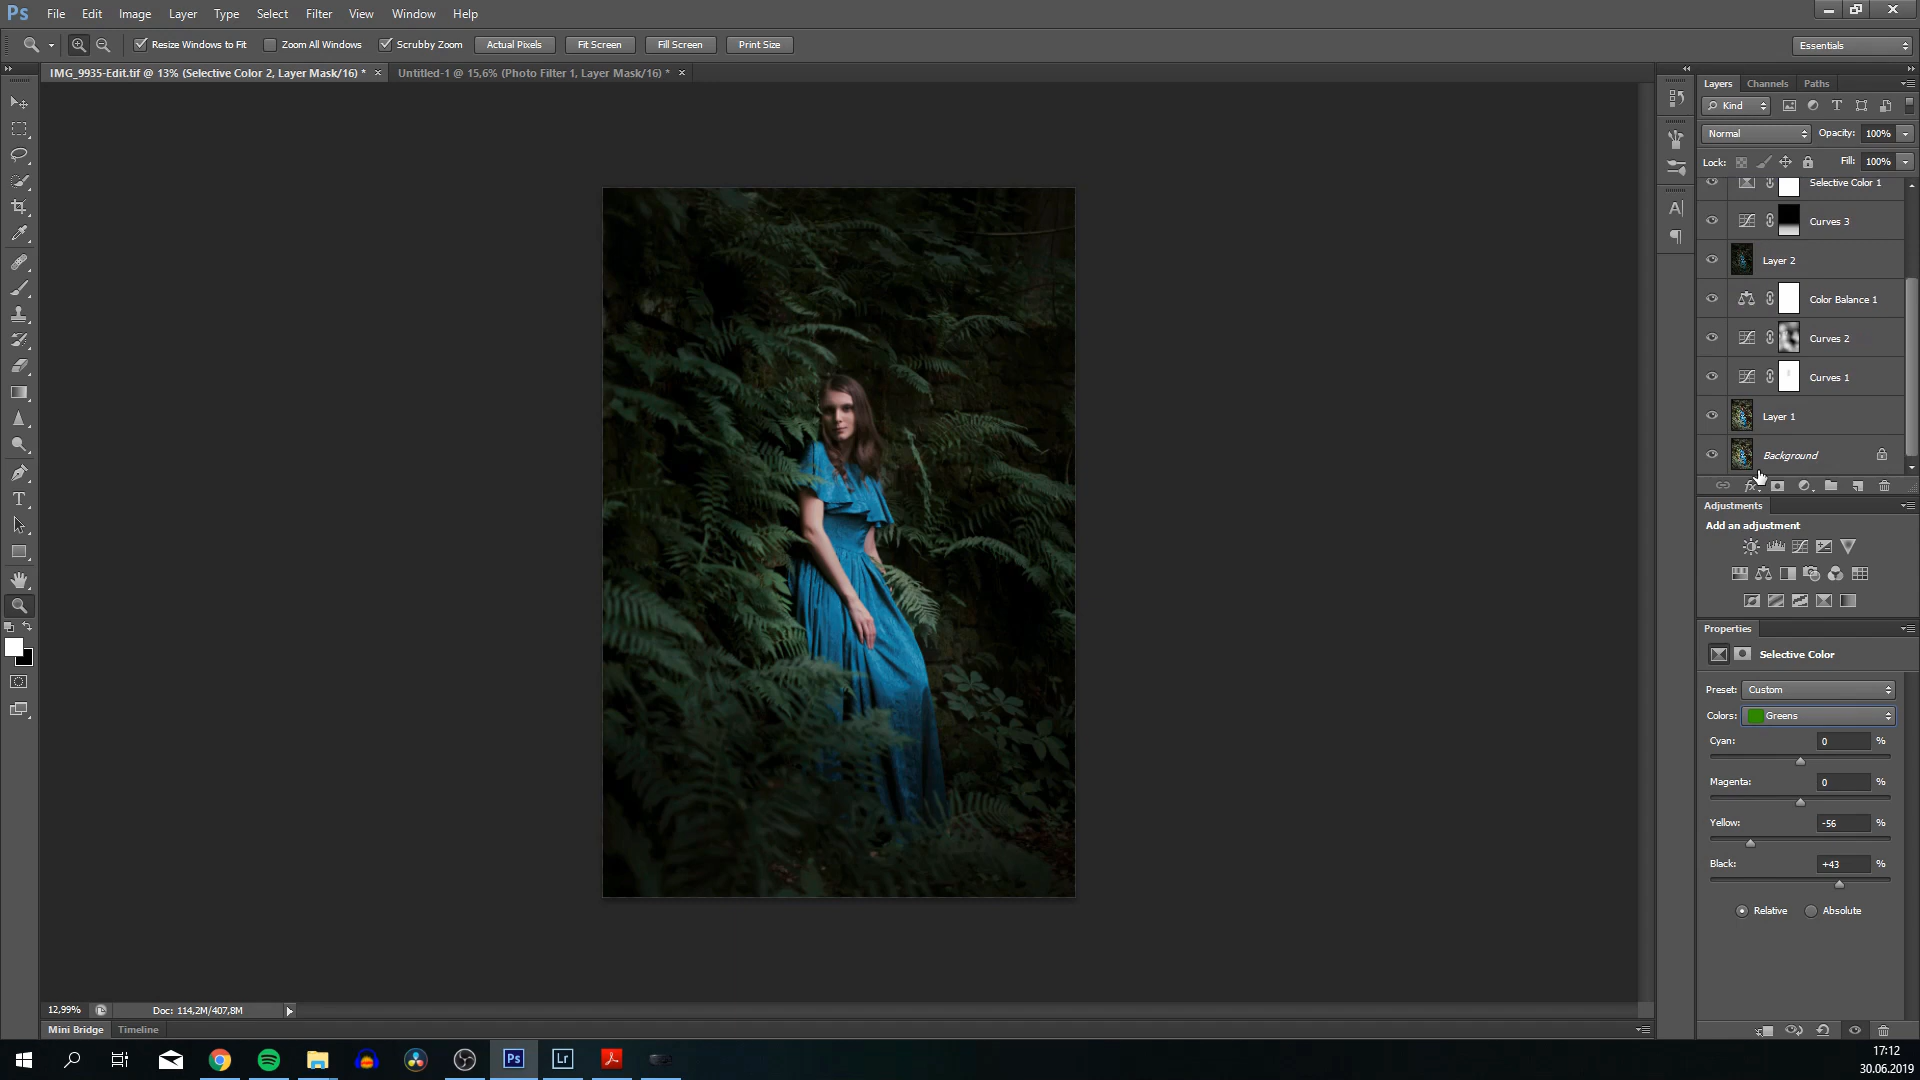 Ps File Edit Image Layer Type Select Filter View Window Help
Resize Windows to Fit Zoom All Windows Scrubby Zoom Actual Pixels Fit Screen Fill Screen Print Size Essentials
IMG_9935-Edit.tif @ 13% (Selective Color 2, Layer Mask/16) * Untitled-1 @ 15,6% (Photo Filter 1, Layer Mask/16) *
Layers Channels Paths
Kind
Normal Opacity: 100%
Lock: Fill: 100%
Selective Color 1
Curves 3
Layer 2
Color Balance 1
Curves 2
Curves 1
Layer 1
Background
fx
Adjustments
Add an adjustment
Properties
Selective Color
Preset: Custom
Colors: Greens
Cyan: 0 %
Magenta: 0 %
Yellow: -56 %
Black: +43 %
Relative Absolute
12,99% Doc: 114,2M/407,8M
Mini Bridge Timeline
Ps Lr
17:12
30.06.2019